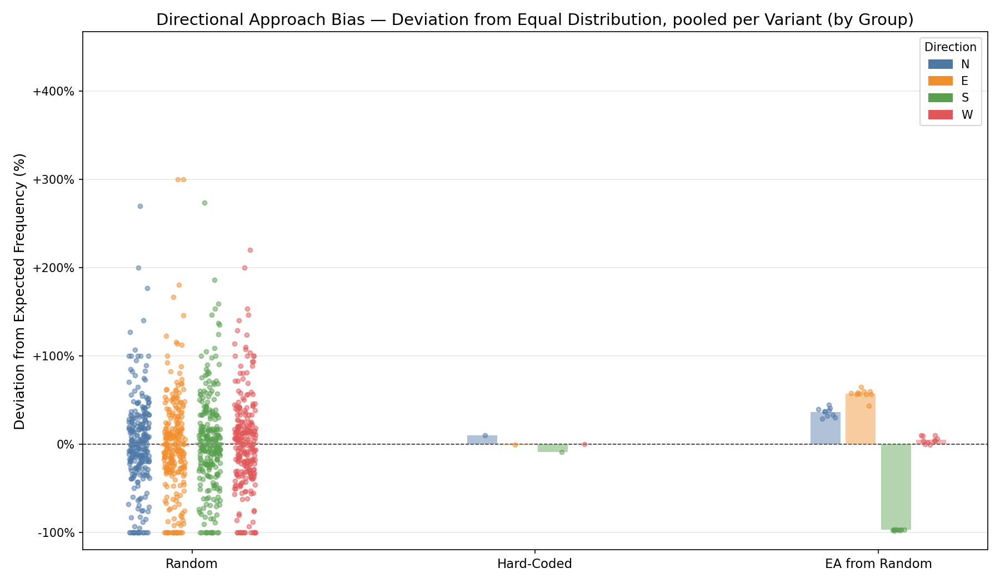 Directional Approach Bias — Deviation from Equal Distribution, pooled per Variant (by Group)
Direction
N
E
S
W
Deviation from Expected Frequency (%)
+400%
+300%
+200%
+100%
0%
-100%
Random
Hard-Coded
EA from Random